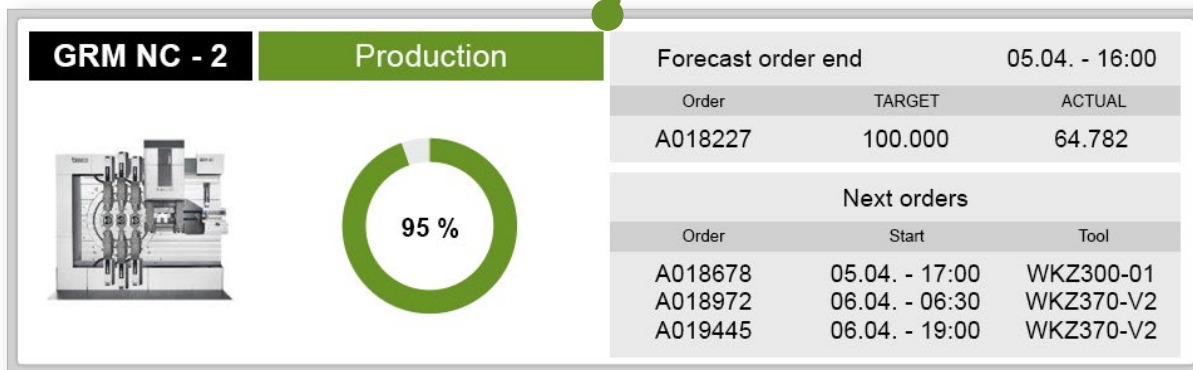 GRM NC - 2
Production
95 %
Forecast order end 05.04. - 16:00
Order TARGET ACTUAL
A018227 100.000 64.782
Next orders
Order Start Tool
A018678 05.04. - 17:00 WKZ300-01
A018972 06.04. - 06:30 WKZ370-V2
A019445 06.04. - 19:00 WKZ370-V2